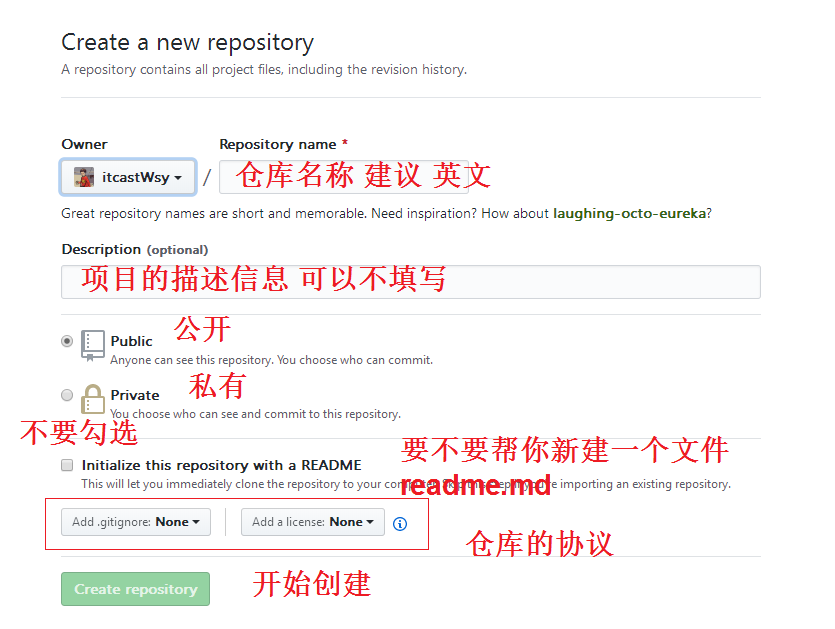 Create a new repository
A repository contains all project files, including the revision history.
Owner Repository name *
itcastWsy / 仓库名称 建议 英文
Great repository names are short and memorable. Need inspiration? How about laughing-octo-eureka?
Description (optional)
项目的描述信息 可以不填写
公开
Public
Anyone can see this repository. You choose who can commit.
私有
Private
You choose who can see and commit to this repository.
不要勾选
要不要帮你新建一个文件
Initialize this repository with a README
readme.md
This will let you immediately clone the repository to your you're importing an existing repository.
Add .gitignore: None Add a license: None
仓库的协议
Create repository 开始创建